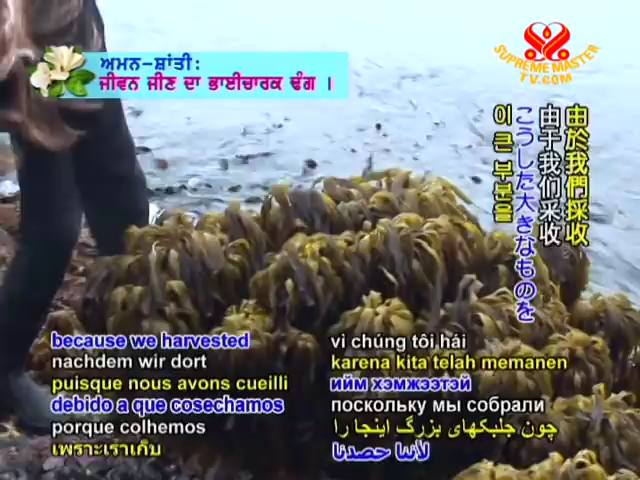 ਅਮਨ-ਸ਼ਾਂਤੀ:
ਜੀਵਨ ਜੀਣ ਦਾ ਭਾਈਚਾਰਕ ਢੰਗ ।
SUPREME MASTER
TV.COM
由於我們採收
由于我们采收
こうした大きなものを
이 큰 부분을
because we harvested
nachdem wir dort
puisque nous avons cueilli
debido a que cosechamos
porque colhemos
เพราะเราเก็บ
vì chúng tôi hái
karena kita telah memanen
ийм хэмжээтэй
поскольку мы собрали
چون جلبکهای بزرگ اینجا را
لأننا حصدنا